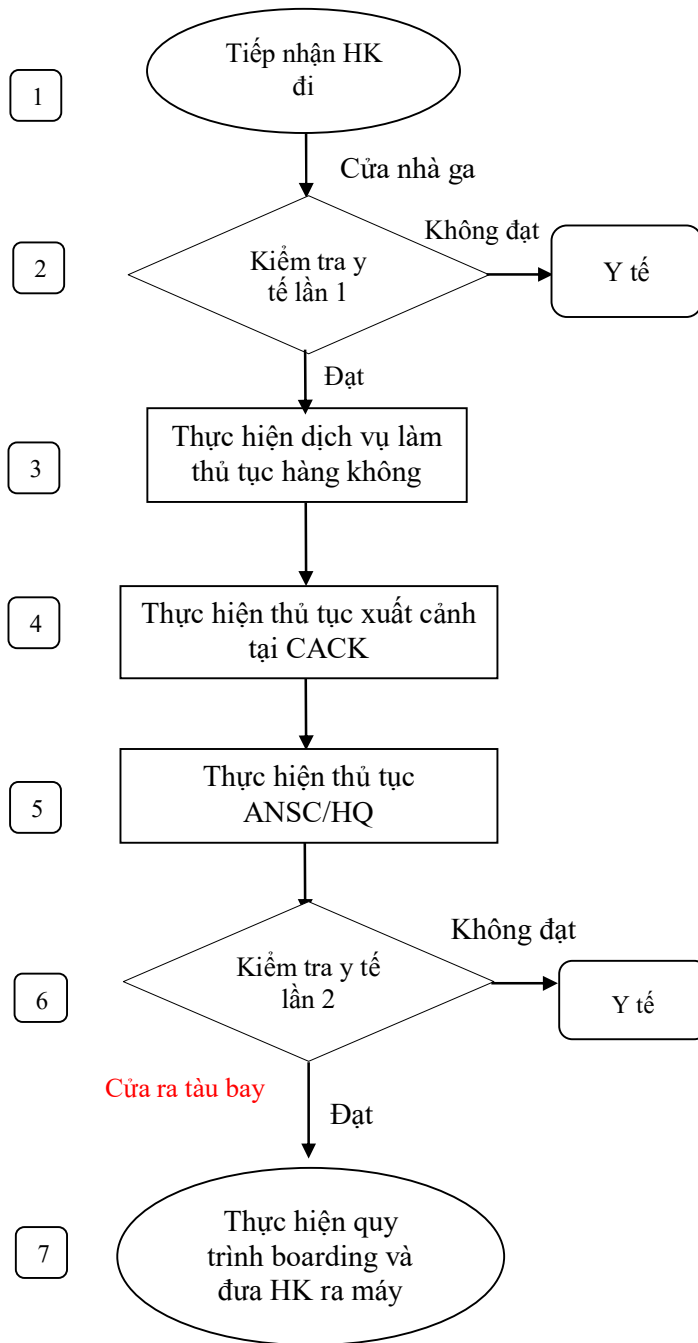 Tiếp nhận HK
đi
1
Cửa nhà ga
Không đạt
Kiểm tra y
tế lần 1
Y tế
2
Đạt
Thực hiện dịch vụ làm
thủ tục hàng không
3
Thực hiện thủ tục xuất cảnh
tại CACK
4
Thực hiện thủ tục
ANSC/HQ
5
Không đạt
Kiểm tra y tế
lần 2
Y tế
6
Cửa ra tàu bay
Đạt
Thực hiện quy
trình boarding và
đưa HK ra máy
7